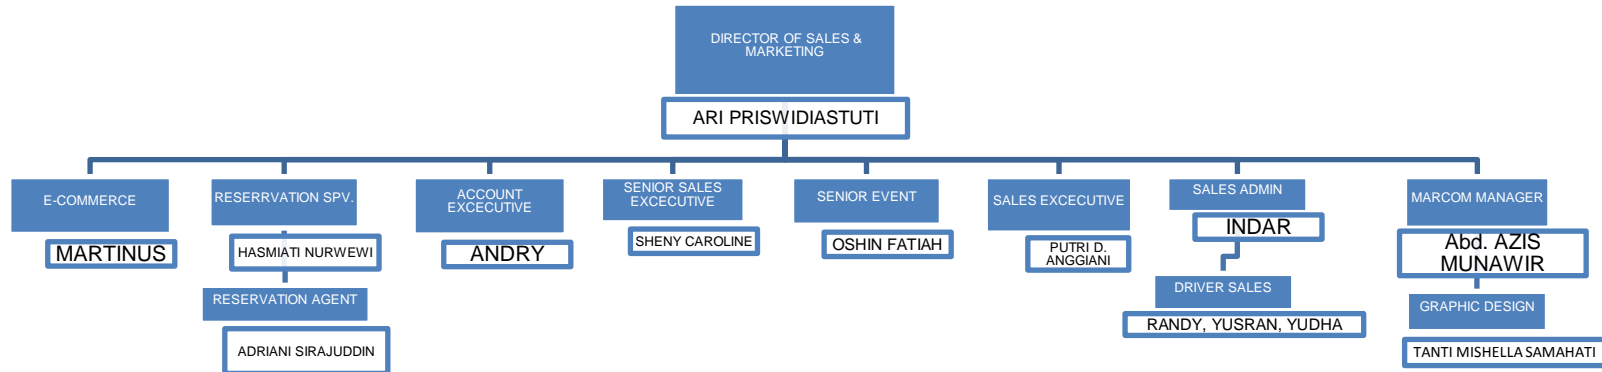 DIRECTOR OF SALES &
MARKETING
ARI PRISWIDIASTUTI
E-COMMERCE
MARTINUS
RESERRVATION SPV.
HASMIATI NURWEWI
RESERVATION AGENT
ADRIANI SIRAJUDDIN
ACCOUNT
EXCECUTIVE
ANDRY
SENIOR SALES
EXCECUTIVE
SHENY CAROLINE
SENIOR EVENT
OSHIN FATIAH
SALES EXCECUTIVE
PUTRI D.
ANGGIANI
SALES ADMIN
INDAR
DRIVER SALES
RANDY, YUSRAN, YUDHA
MARCOM MANAGER
Abd. AZIS
MUNAWIR
GRAPHIC DESIGN
TANTI MISHELLA SAMAHATI